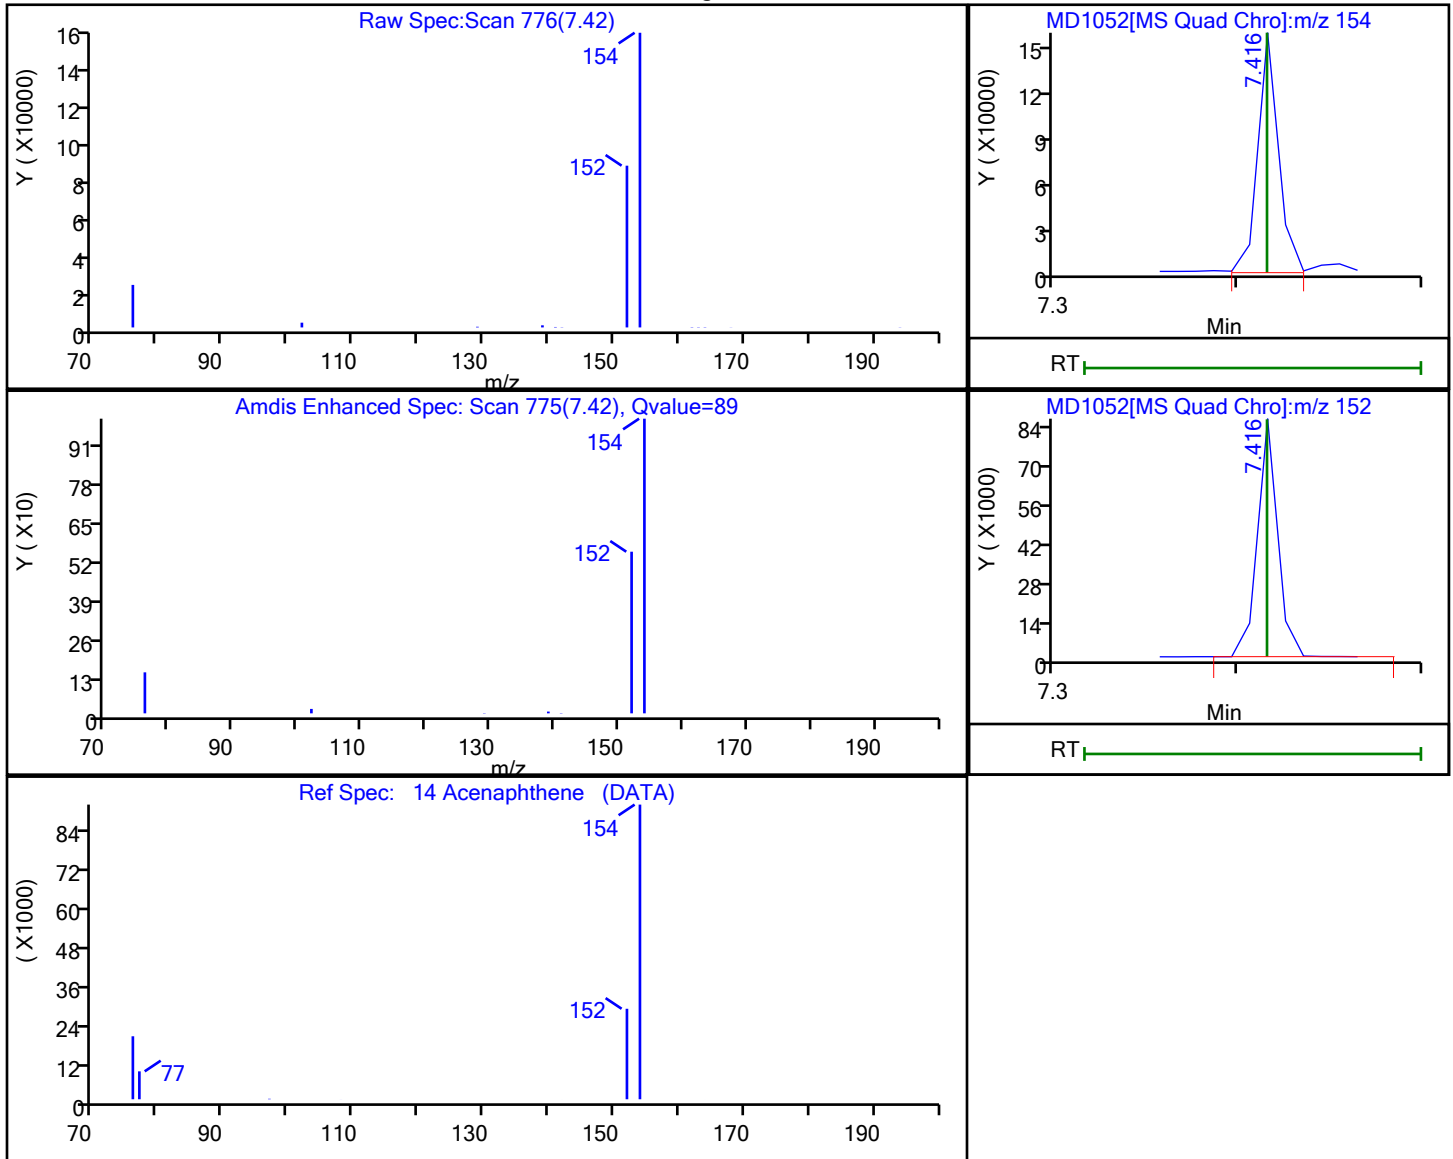 Raw Spec:Scan 776(7.42)
Y ( X10000)
16
14
12
10
8
6
4
2
0
154
152
70 90 110 130 150 170 190
m/z
MD1052[MS Quad Chro]:m/z 154
Y ( X10000)
15
12
9
6
3
0
7.416
7.3
Min
RT
Amdis Enhanced Spec: Scan 775(7.42), Qvalue=89
Y ( X10)
91
78
65
52
39
26
13
0
154
152
70 90 110 130 150 170 190
m/z
MD1052[MS Quad Chro]:m/z 152
Y ( X1000)
84
70
56
42
28
14
0
7.416
7.3
Min
RT
Ref Spec: 14 Acenaphthene (DATA)
( X1000)
84
72
60
48
36
24
12
0
154
152
77
70 90 110 130 150 170 190